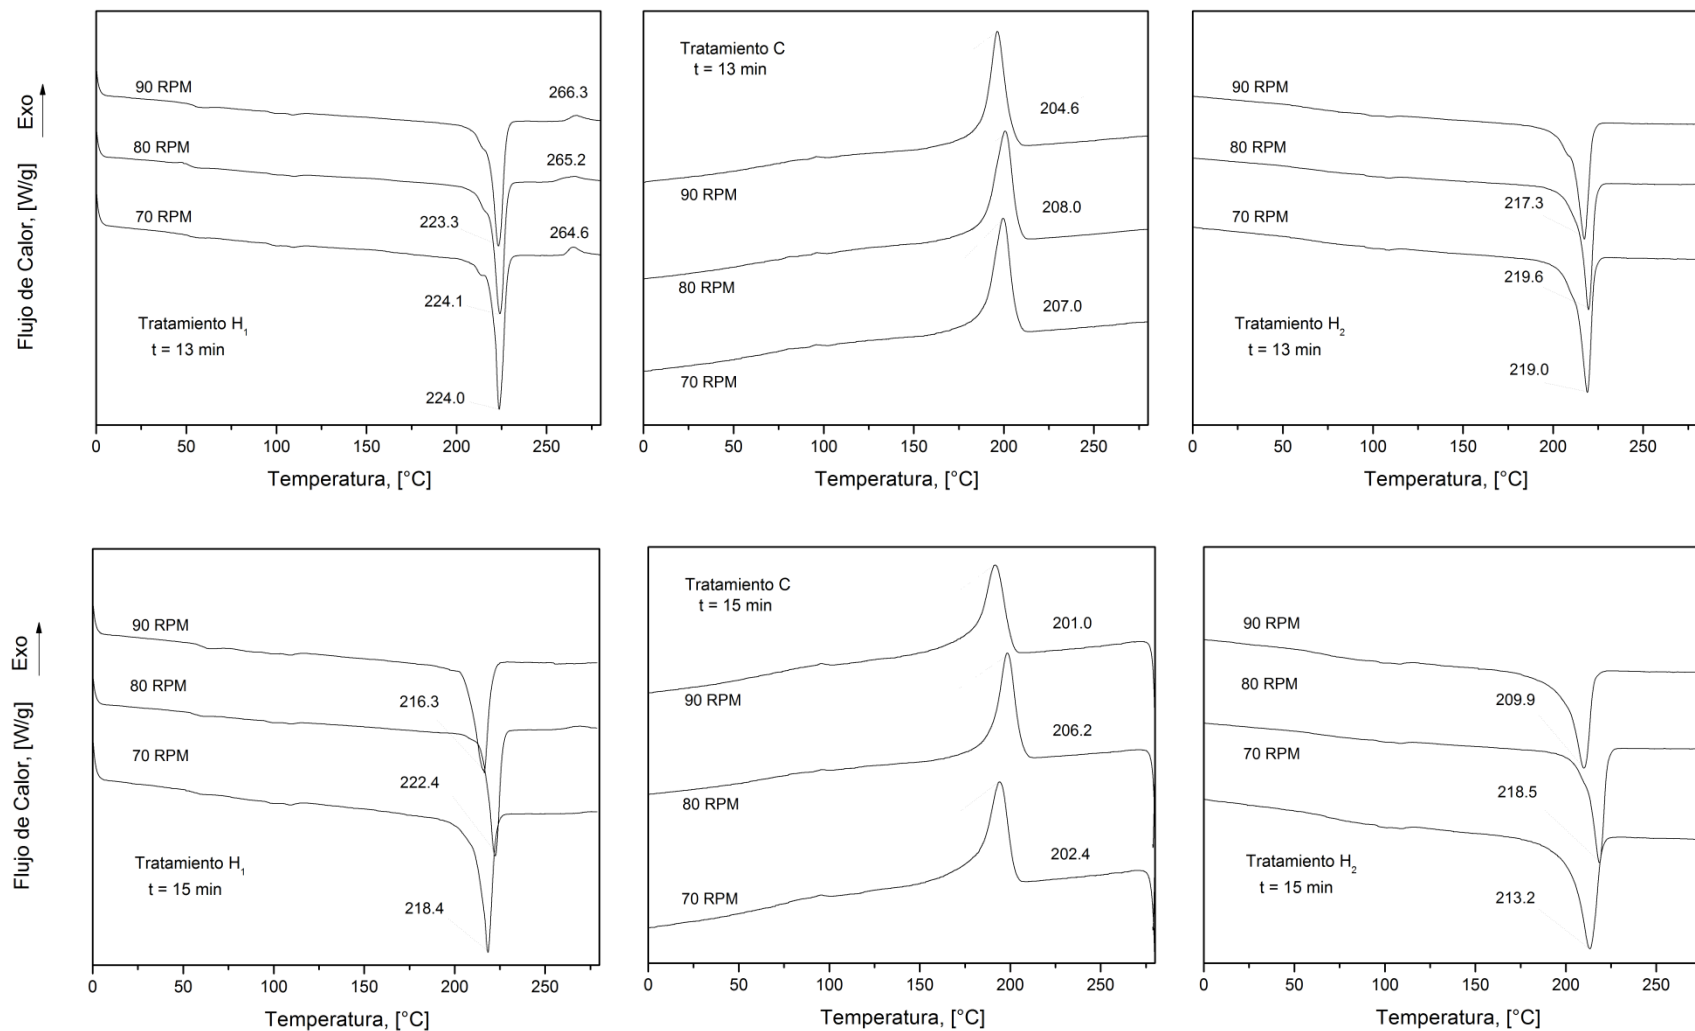 Flujo de Calor, [W/g] Exo
90 RPM
266.3
80 RPM
265.2
70 RPM
223.3
264.6
224.1
Tratamiento H1
t = 13 min
224.0
0 50 100 150 200 250
Temperatura, [°C]
Tratamiento C
t = 13 min
204.6
90 RPM
208.0
80 RPM
207.0
70 RPM
0 50 100 150 200 250
Temperatura, [°C]
90 RPM
80 RPM
217.3
70 RPM
219.6
Tratamiento H2
t = 13 min
219.0
0 50 100 150 200 250
Temperatura, [°C]
Flujo de Calor, [W/g] Exo
90 RPM
80 RPM
216.3
70 RPM
222.4
Tratamiento H1
t = 15 min
218.4
0 50 100 150 200 250
Temperatura, [°C]
Tratamiento C
t = 15 min
201.0
90 RPM
206.2
80 RPM
202.4
70 RPM
0 50 100 150 200 250
Temperatura, [°C]
90 RPM
80 RPM
209.9
70 RPM
218.5
Tratamiento H2
t = 15 min
213.2
0 50 100 150 200 250
Temperatura, [°C]